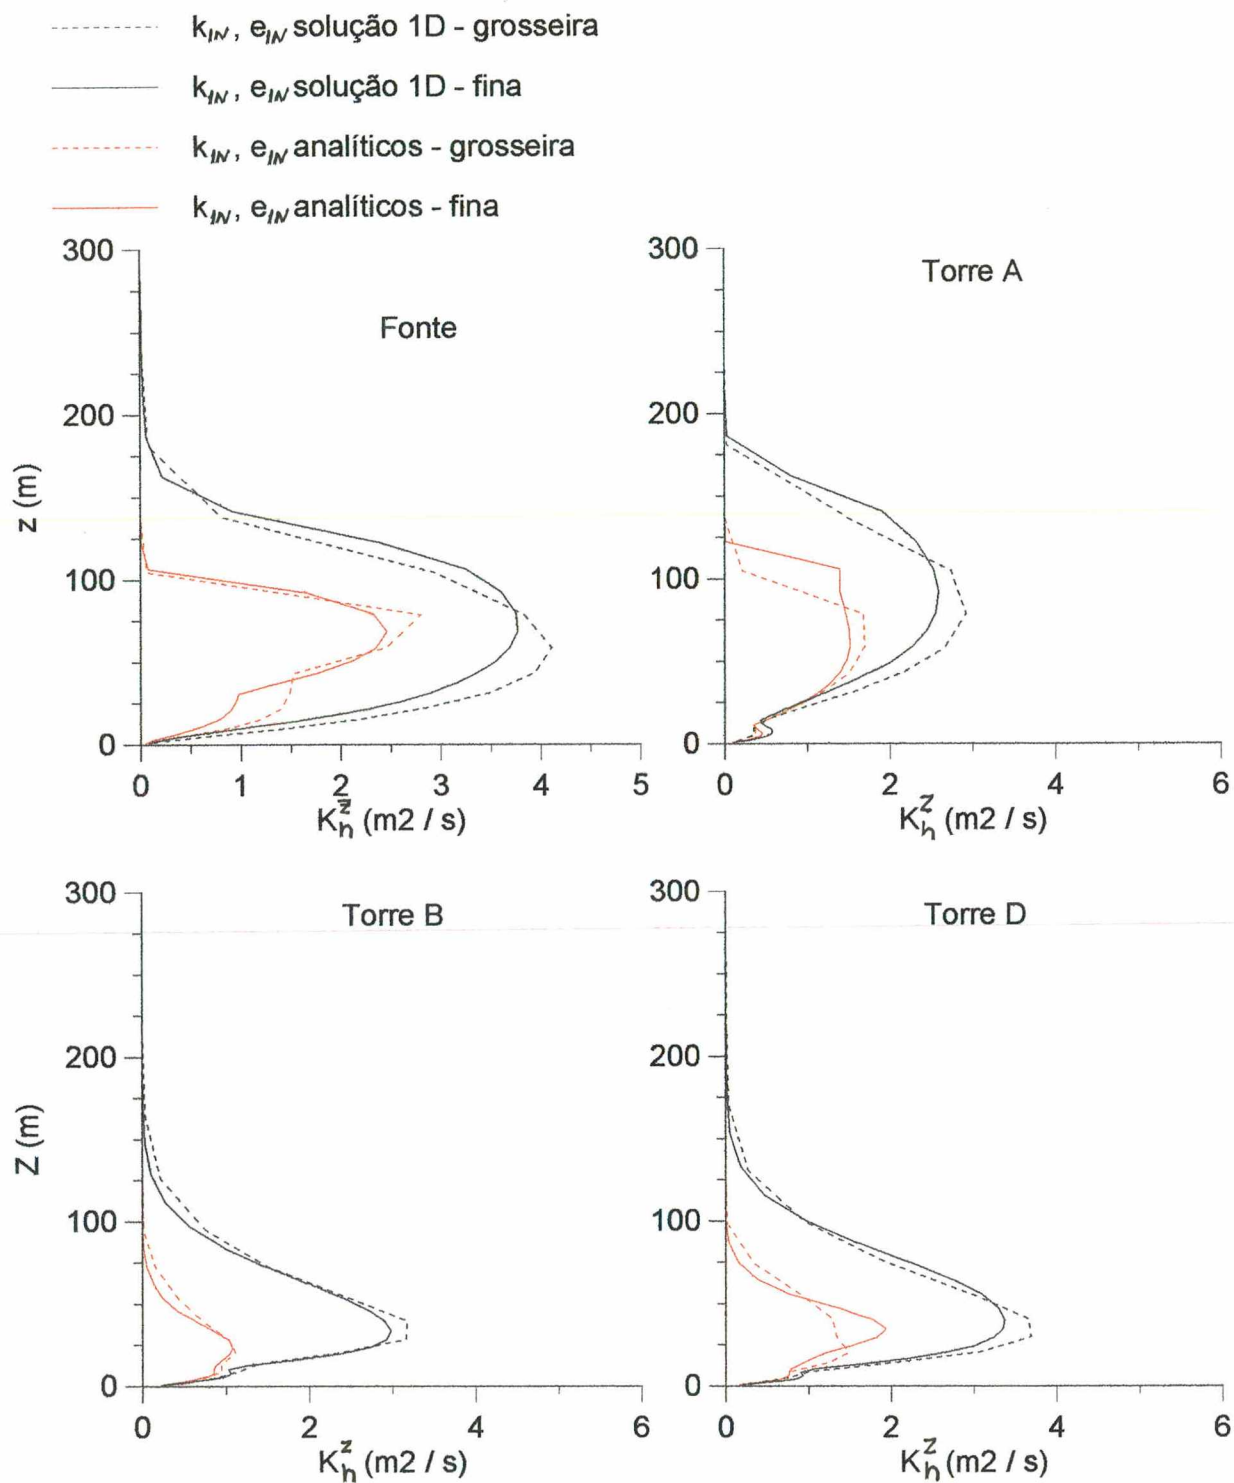 k_IN, e_IN solução 1D - grosseira
k_IN, e_IN solução 1D - fina
k_IN, e_IN analíticos - grosseira
k_IN, e_IN analíticos - fina
Fonte
300
200
100
0
z (m)
0 1 2 3 4 5
K_h^z (m2 / s)
Torre A
300
200
100
0
0 2 4 6
K_h^z (m2 / s)
Torre B
300
200
100
0
Z (m)
0 2 4 6
K_h^z (m2 / s)
Torre D
300
200
100
0
0 2 4 6
K_h^z (m2 / s)